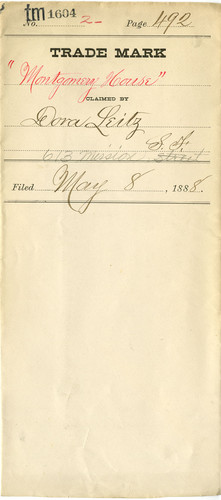 tm 1604
No. 2- Page 492
TRADE MARK
"Montgomery House"
CLAIMED BY
Dora Leitz
S. F.
613 Mission Street
Filed May 8, 1888.